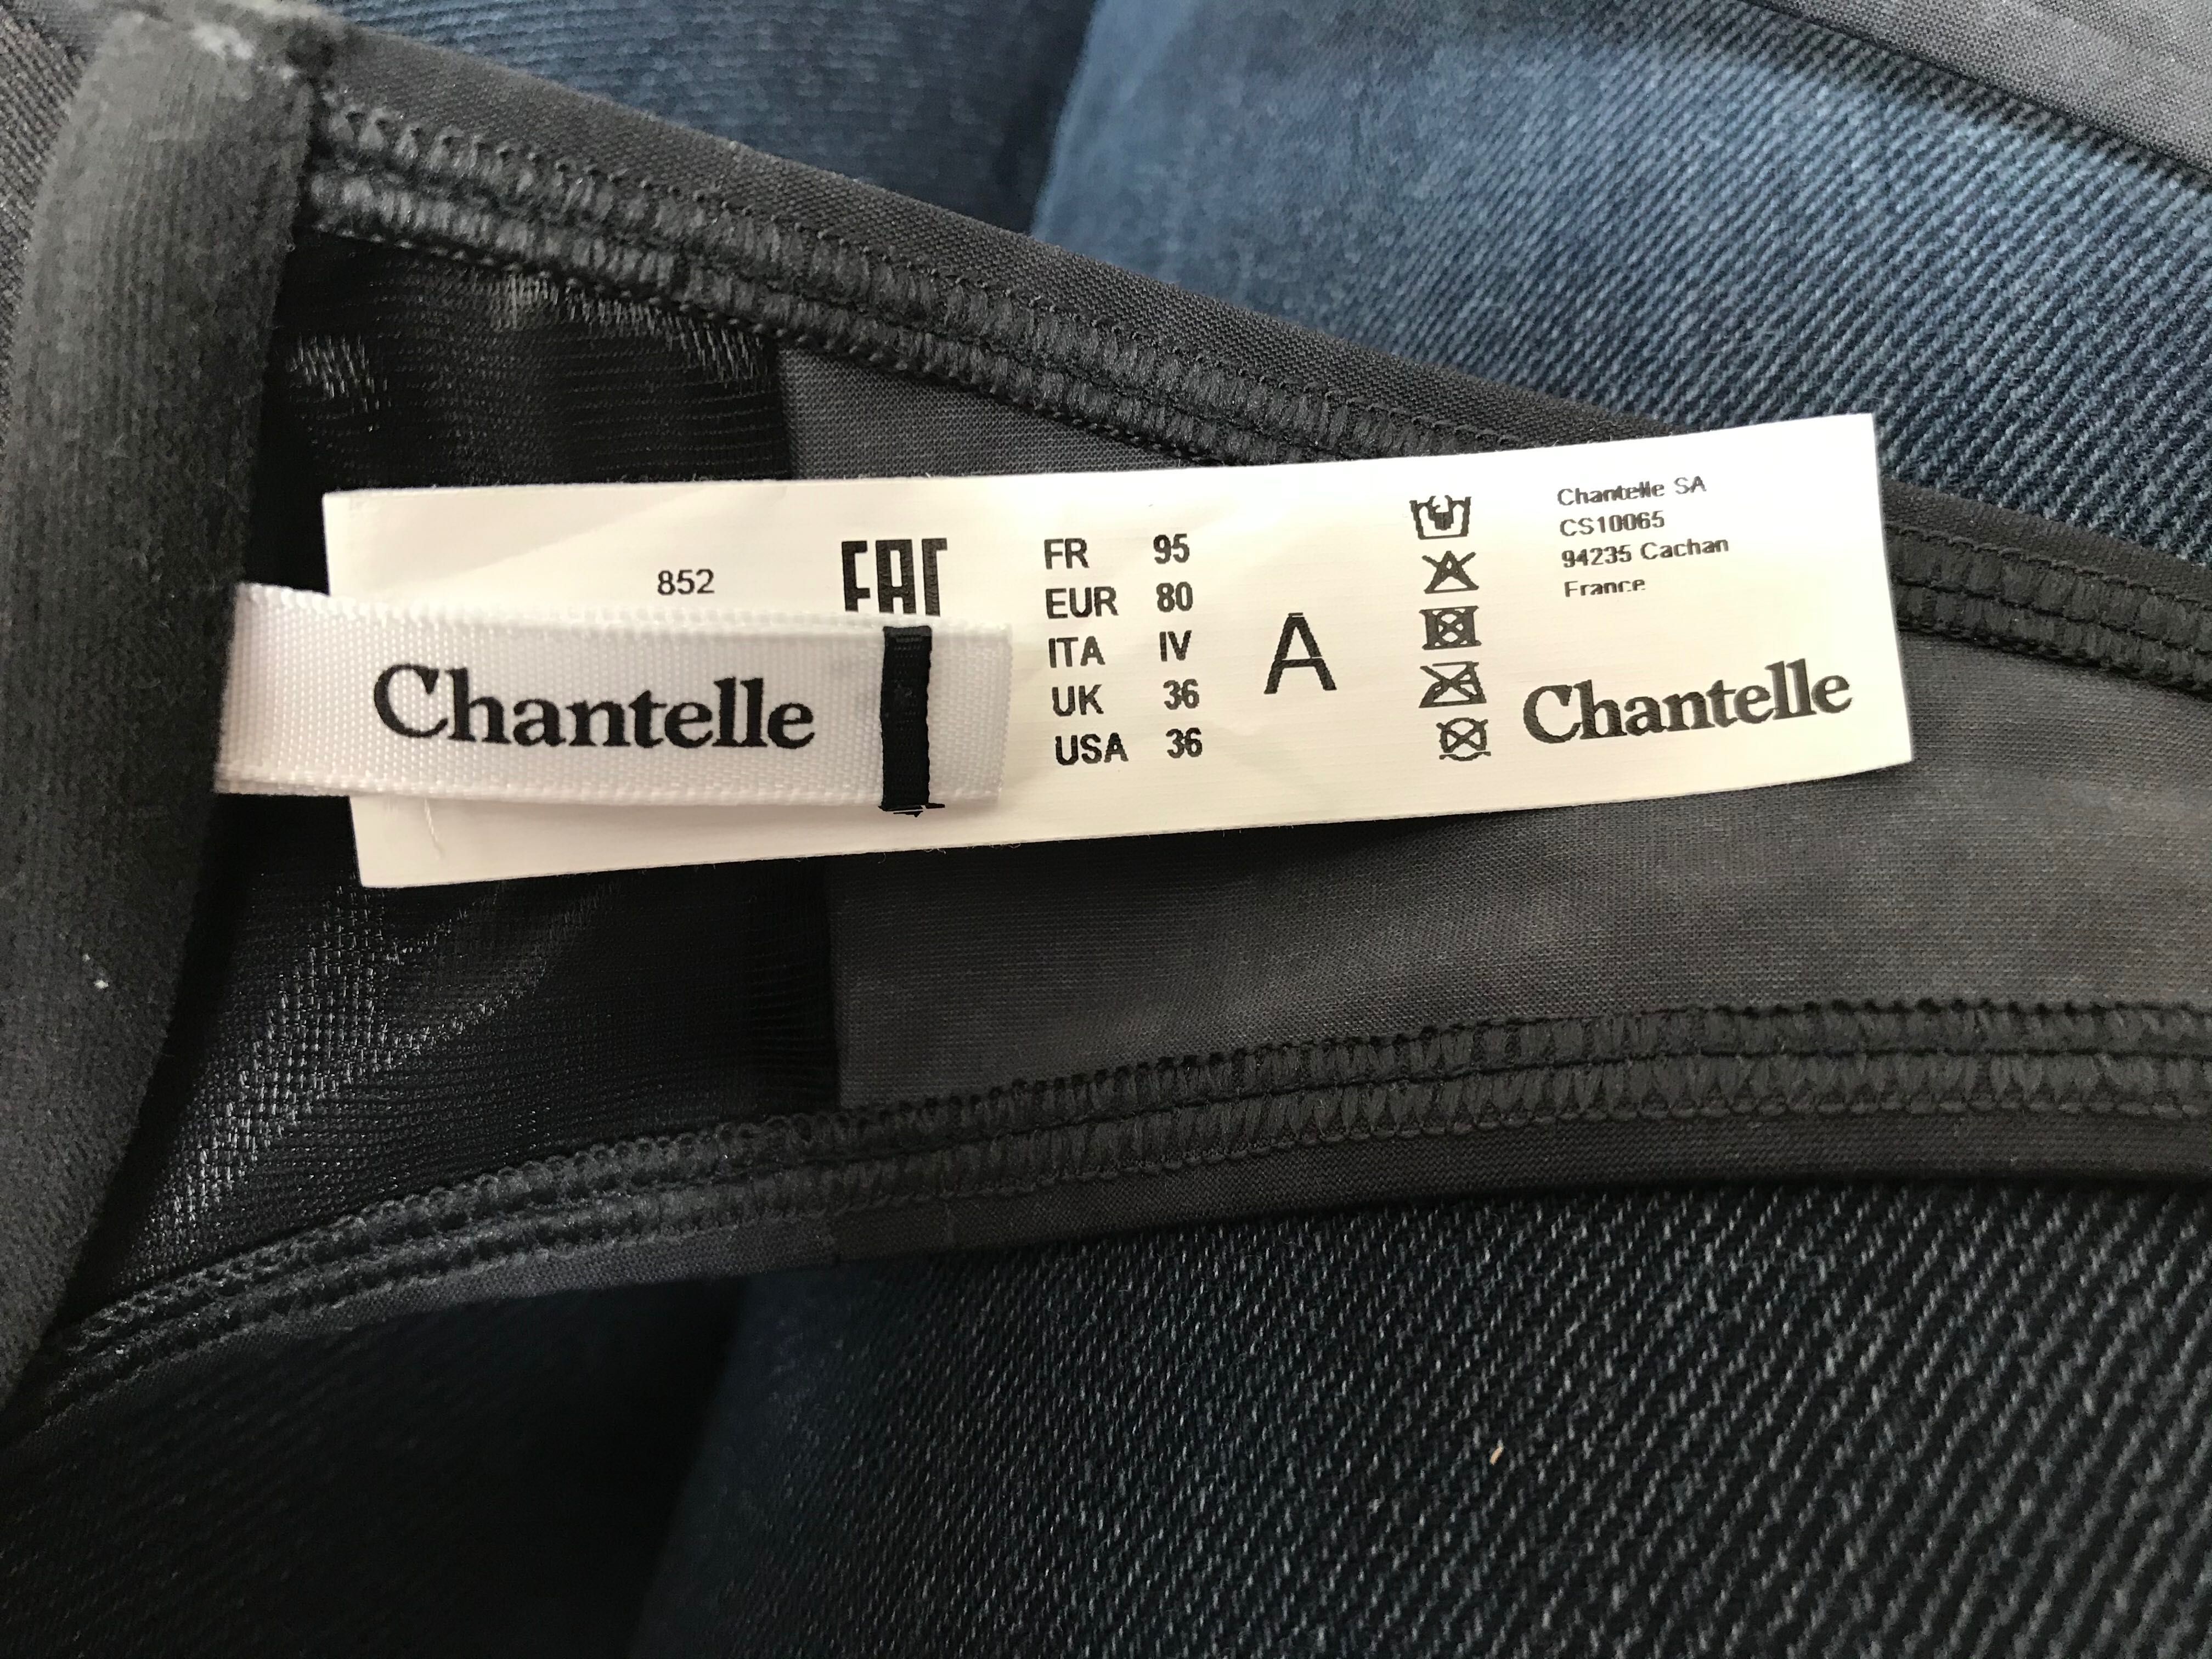 852
EAC
Chantelle
FR 95
EUR 80
ITA IV
UK 36
USA 36
A
Chantelle SA
CS10065
94235 Cachan
France
Chantelle